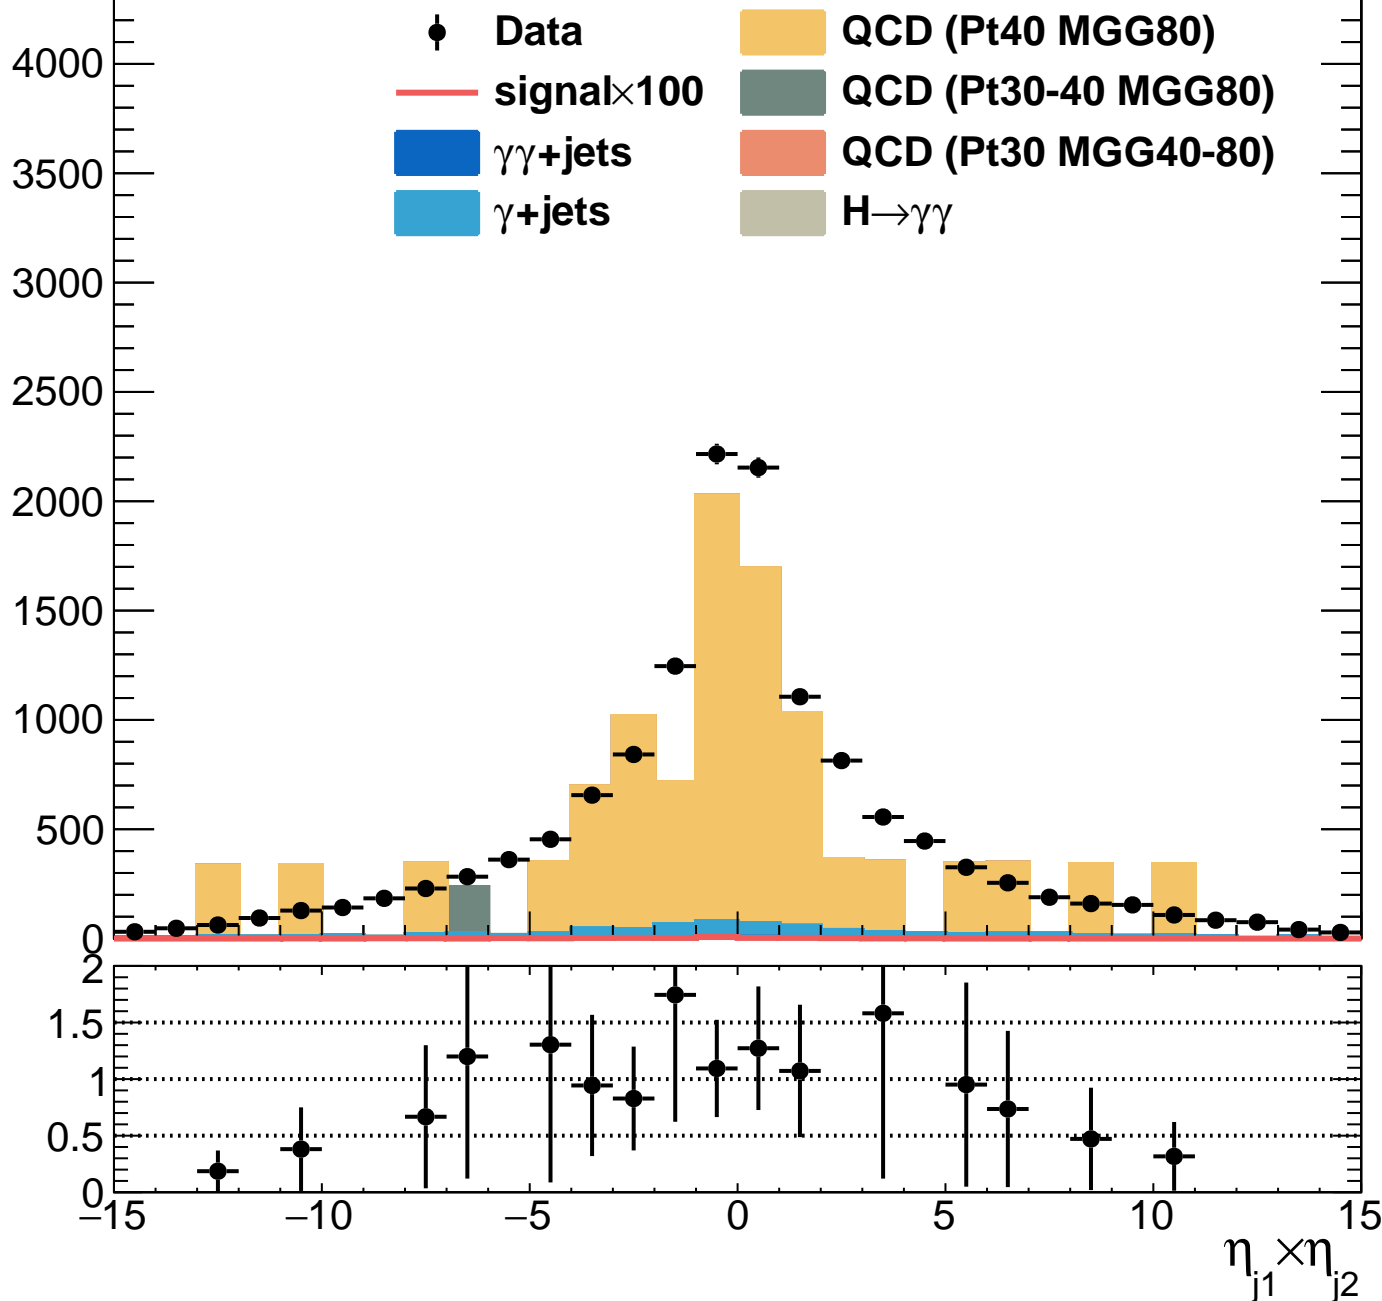 Data
signal×100
γγ+jets
γ+jets
QCD (Pt40 MGG80)
QCD (Pt30-40 MGG80)
QCD (Pt30 MGG40-80)
H→γγ
4000
3500
3000
2500
2000
1500
1000
500
0
2
1.5
1
0.5
0
−15 −10 −5 0 5 10 15
η_j1×η_j2